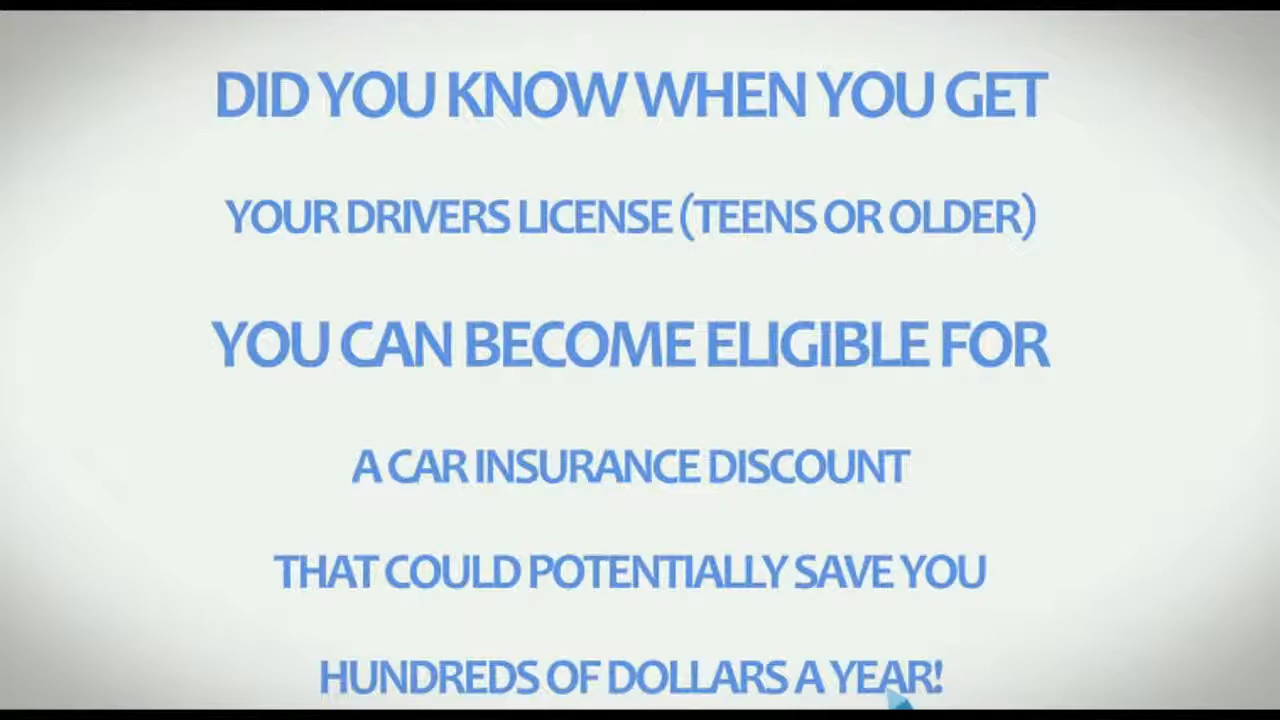 DID YOU KNOW WHEN YOU GET
YOUR DRIVERS LICENSE (TEENS OR OLDER)
YOU CAN BECOME ELIGIBLE FOR
A CAR INSURANCE DISCOUNT
THAT COULD POTENTIALLY SAVE YOU
HUNDREDS OF DOLLARS A YEAR!